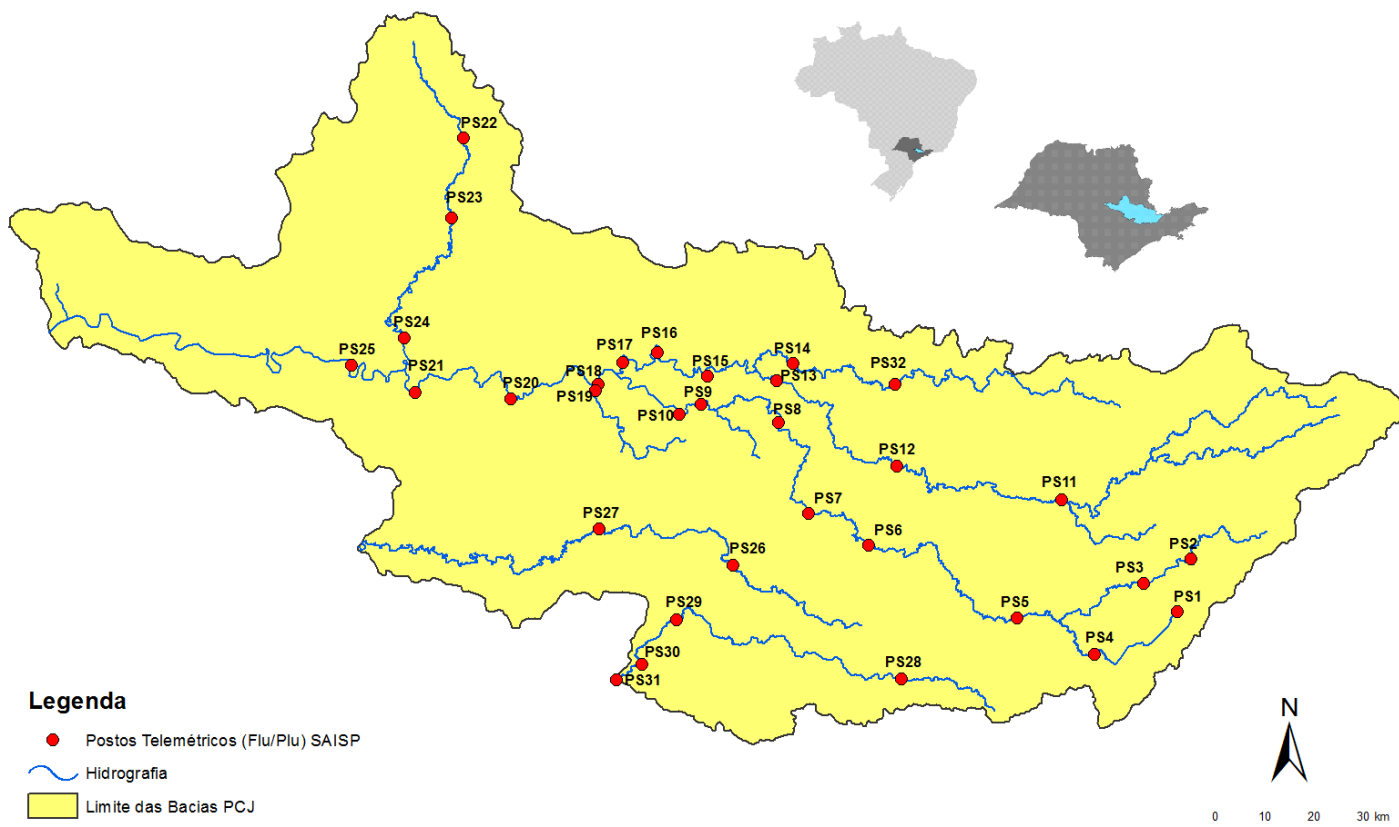 PS22
PS23
PS24
PS25
PS21
PS20
PS16
PS17
PS18
PS19
PS15
PS14
PS13
PS32
PS9
PS10
PS8
PS12
PS11
PS7
PS6
PS27
PS26
PS2
PS3
PS1
PS5
PS4
PS29
PS30
PS31
PS28
Legenda
Postos Telemétricos (Flu/Plu) SAISP
Hidrografia
Limite das Bacias PCJ
N
0 10 20 30 km